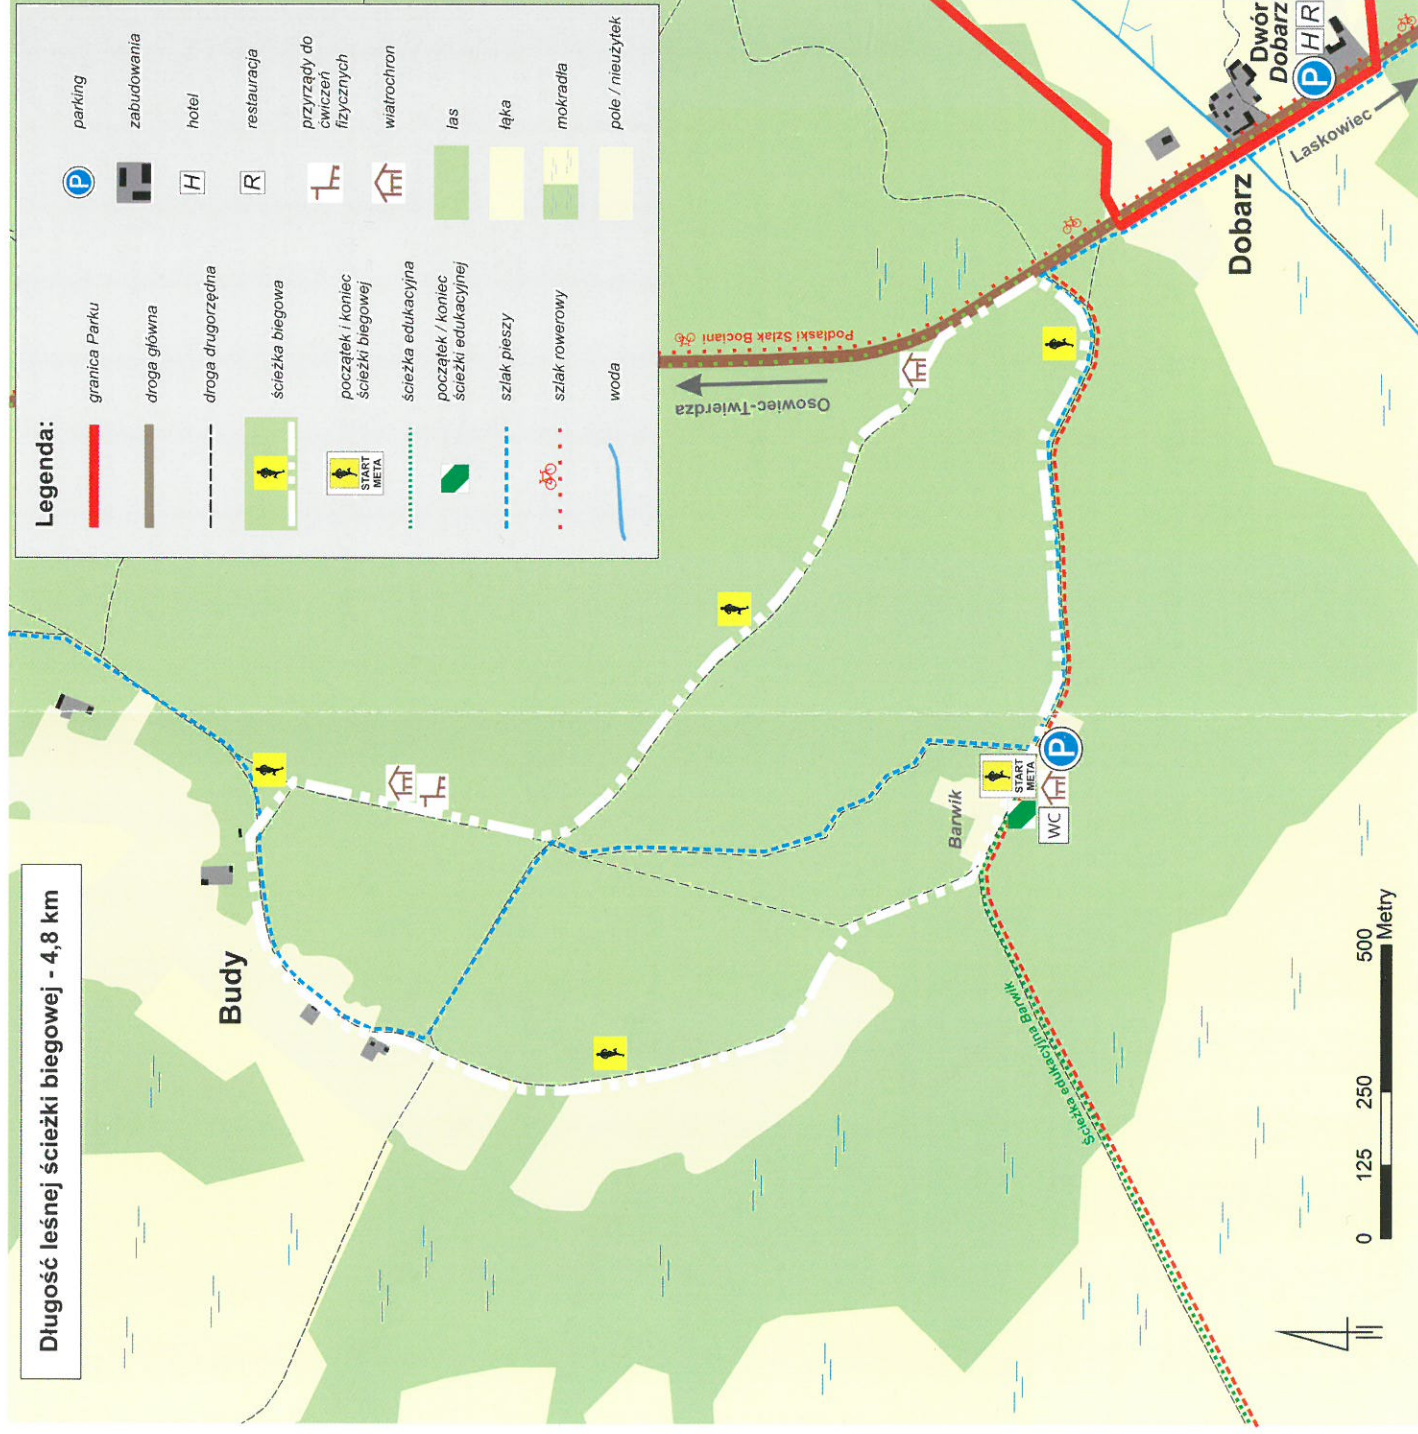 Długość leśnej ścieżki biegowej - 4,8 km
Legenda:
granica Parku
droga główna
droga drugorzędna
ścieżka biegowa
START
META
początek i koniec
ścieżki biegowej
ścieżka edukacyjna
początek / koniec
ścieżki edukacyjnej
szlak pieszy
szlak rowerowy
woda
P
parking
zabudowania
H
hotel
R
restauracja
przyrządy do
ćwiczeń
fizycznych
wiatrochron
las
łąka
mokradła
pole / nieużytek
Budy
Osowiec-Twierdza
Podlaski Szlak Bociani
Barwik
START
META
P
WC
Ścieżka edukacyjna Barwik
Dobarz
Dwór
Dobarz
P
H R
Laskowiec
0 125 250 500
Metry